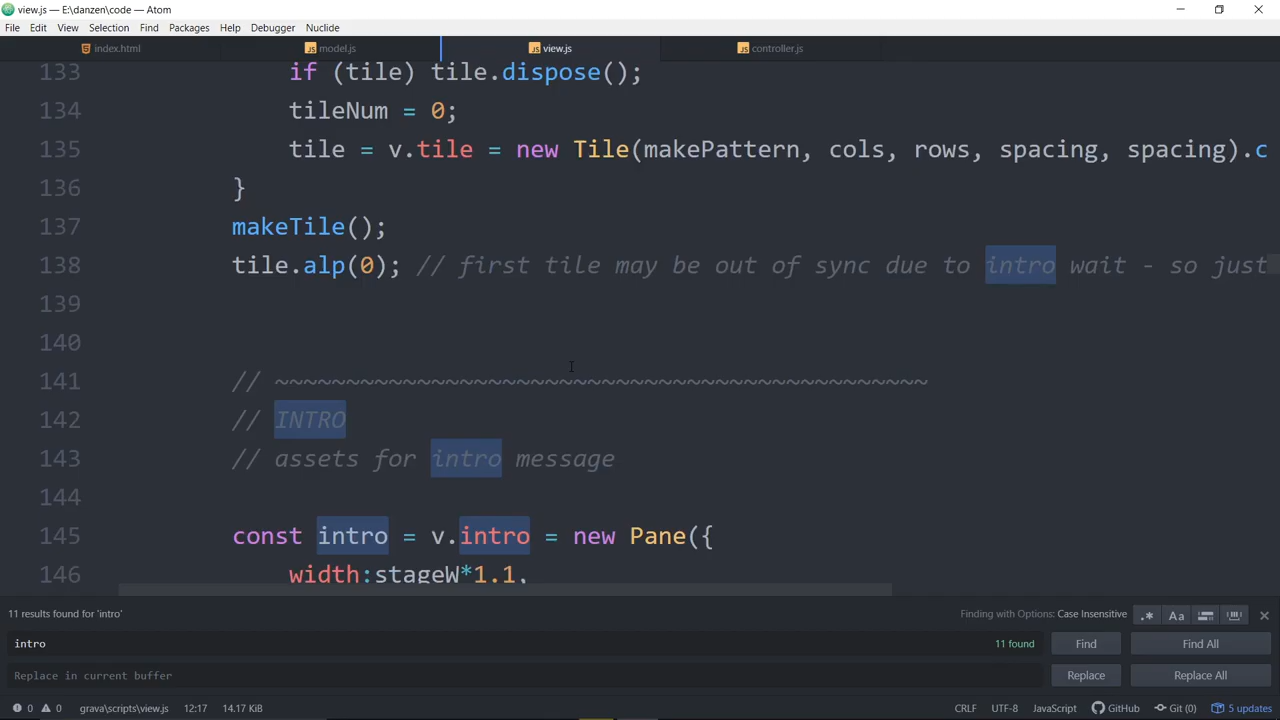 view.js — E:\danzen\code — Atom
File Edit View Selection Find Packages Help Debugger Nuclide
index.html model.js view.js controller.js
133 if (tile) tile.dispose();
134 tileNum = 0;
135 tile = v.tile = new Tile(makePattern, cols, rows, spacing, spacing).c
136 }
137 makeTile();
138 tile.alp(0); // first tile may be out of sync due to intro wait - so just
139
140
141 // ~~~~~~~~~~~~~~~~~~~~~~~~~~~~~~~~~~~~~~~~~~~~~~
142 // INTRO
143 // assets for intro message
144
145 const intro = v.intro = new Pane({
146 width:stageW*1.1,
11 results found for 'intro'
Finding with Options: Case Insensitive
.* Aa
intro 11 found Find Find All
Replace in current buffer Replace Replace All
0 0 grava\scripts\view.js 12:17 14.17 KiB CRLF UTF-8 JavaScript GitHub Git (0) 5 updates